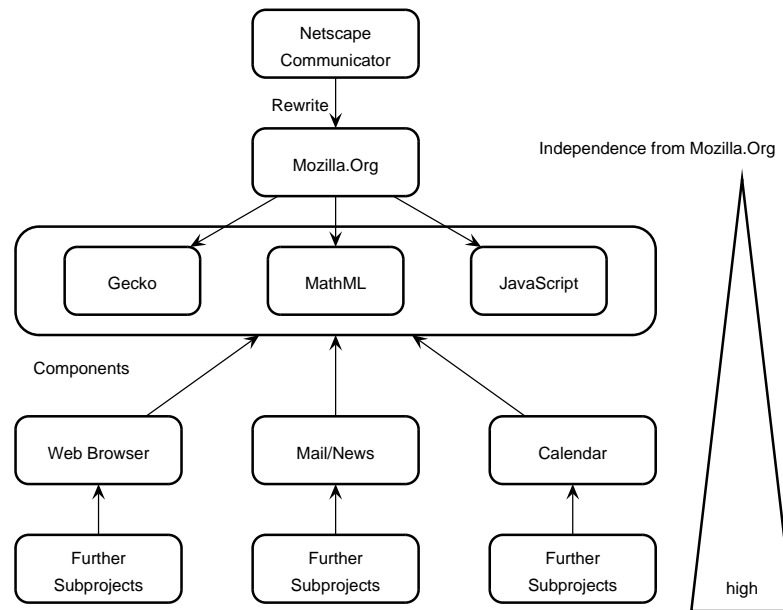 Netscape
Communicator
Rewrite
Mozilla.Org
Independence from Mozilla.Org
Gecko
MathML
JavaScript
Components
Web Browser
Mail/News
Calendar
Further
Subprojects
Further
Subprojects
Further
Subprojects
high